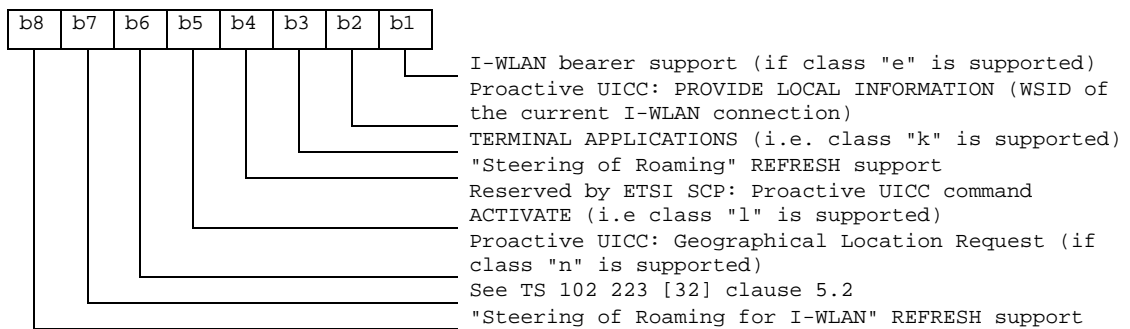 b8 b7 b6 b5 b4 b3 b2 b1
I-WLAN bearer support (if class "e" is supported)
Proactive UICC: PROVIDE LOCAL INFORMATION (WSID of
the current I-WLAN connection)
TERMINAL APPLICATIONS (i.e. class "k" is supported)
"Steering of Roaming" REFRESH support
Reserved by ETSI SCP: Proactive UICC command
ACTIVATE (i.e class "l" is supported)
Proactive UICC: Geographical Location Request (if
class "n" is supported)
See TS 102 223 [32] clause 5.2
"Steering of Roaming for I-WLAN" REFRESH support